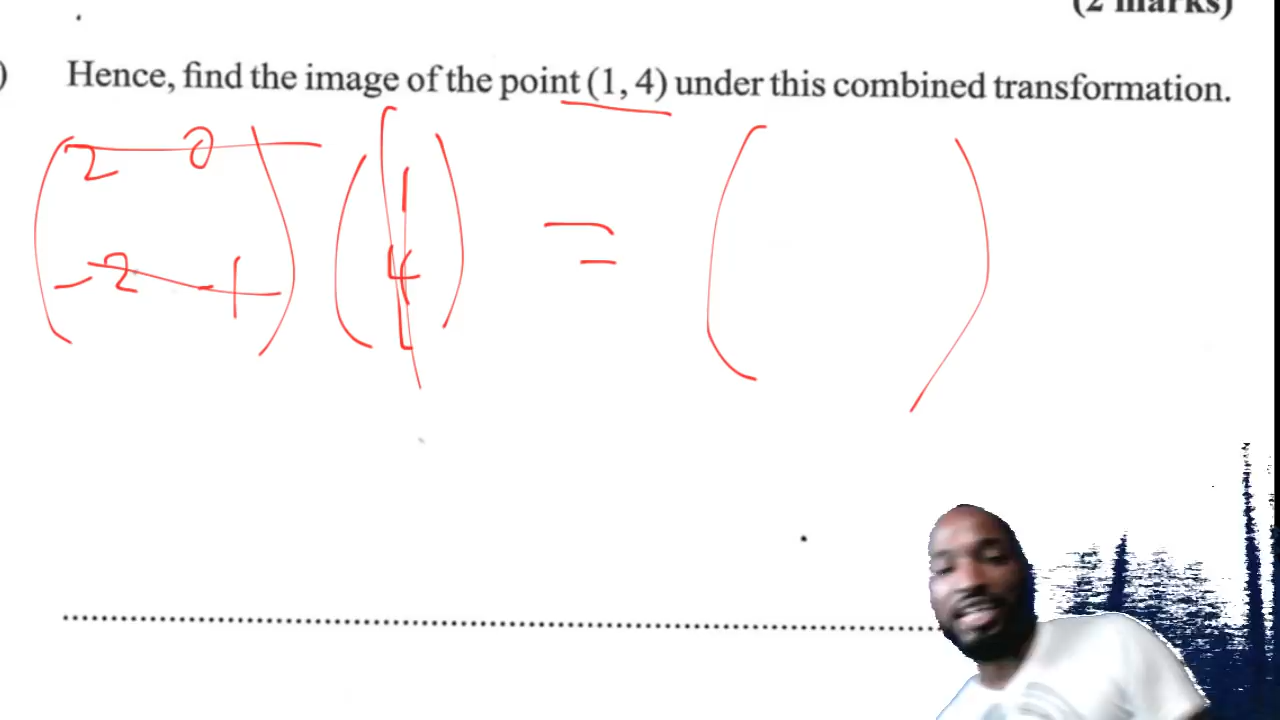 (2 marks)
) Hence, find the image of the point (1, 4) under this combined transformation.
( 2 0 ) ( 1 ) = ( )
( -2 -1 ) ( 4 )